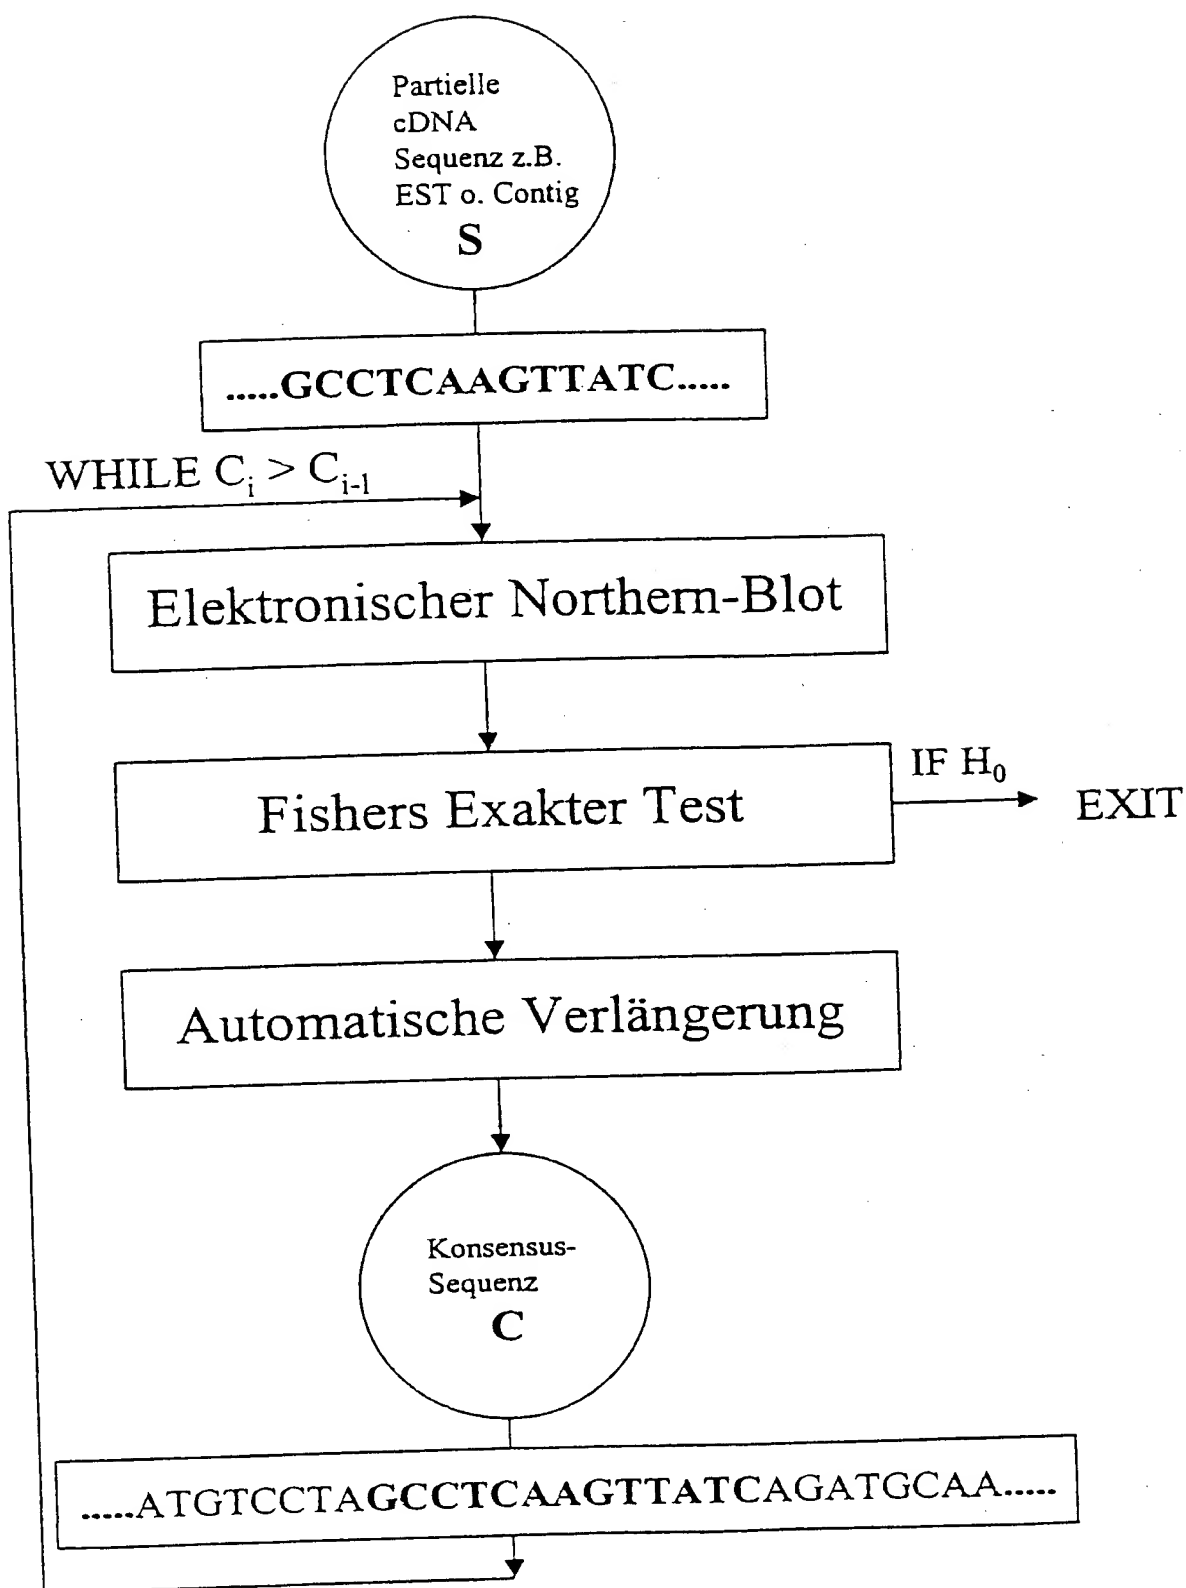 Partielle
cDNA
Sequenz z.B.
EST o. Contig
S
.....GCCTCAAGTTATC.....
WHILE Cᵢ > Cᵢ₋₁
Elektronischer Northern-Blot
Fishers Exakter Test
IF H₀
EXIT
Automatische Verlängerung
Konsensus-
Sequenz
C
.....ATGTCCTAGCCTCAAGTTATCAGATGCAA.....